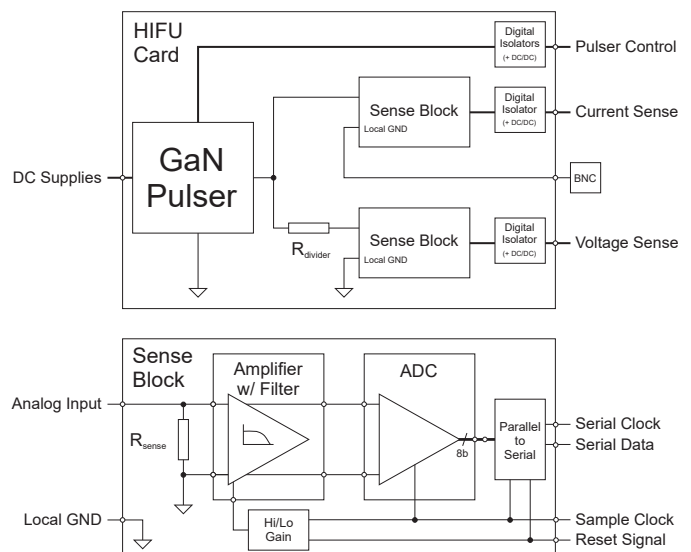 HIFU
Card
Digital
Isolators
(+ DC/DC)
Pulser Control
Sense Block
Local GND
Digital
Isolator
(+ DC/DC)
Current Sense
GaN
Pulser
DC Supplies
BNC
Rdivider
Sense Block
Local GND
Digital
Isolator
(+ DC/DC)
Voltage Sense
Sense
Block
Amplifier
w/ Filter
ADC
Analog Input
Rsense
8b
Parallel
to
Serial
Serial Clock
Serial Data
Local GND
Hi/Lo
Gain
Sample Clock
Reset Signal